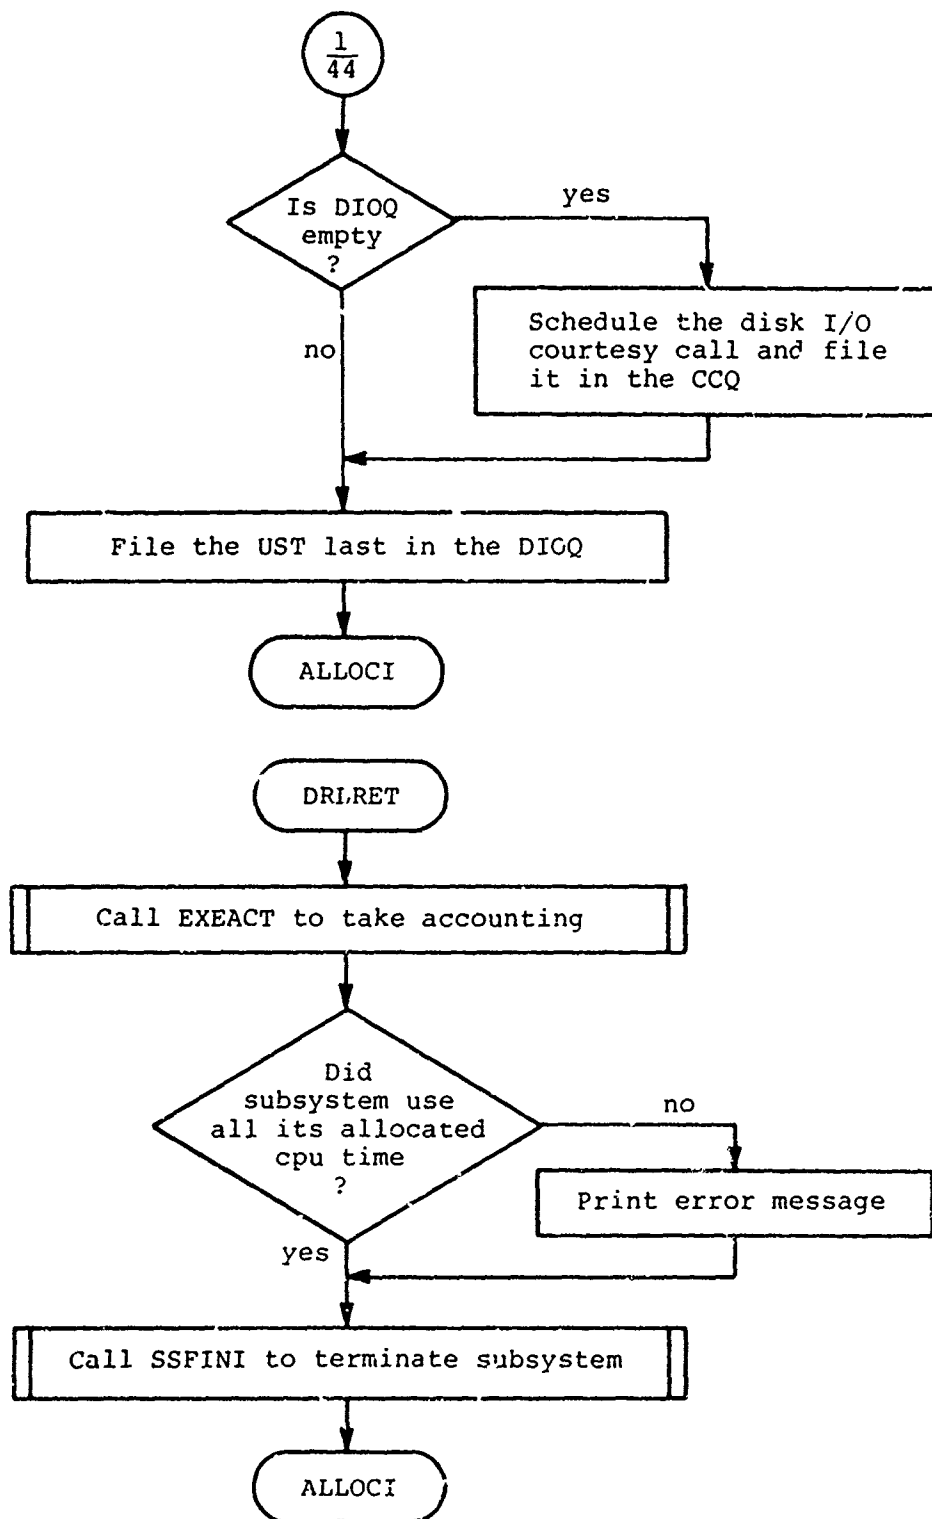 1
44
Is DIOQ
empty
?
yes
no
Schedule the disk I/O
courtesy call and file
it in the CCQ
File the UST last in the DIOQ
ALLOCI
DRLRET
Call EXEACT to take accounting
Did
subsystem use
all its allocated
cpu time
?
no
Print error message
yes
Call SSFINI to terminate subsystem
ALLOCI